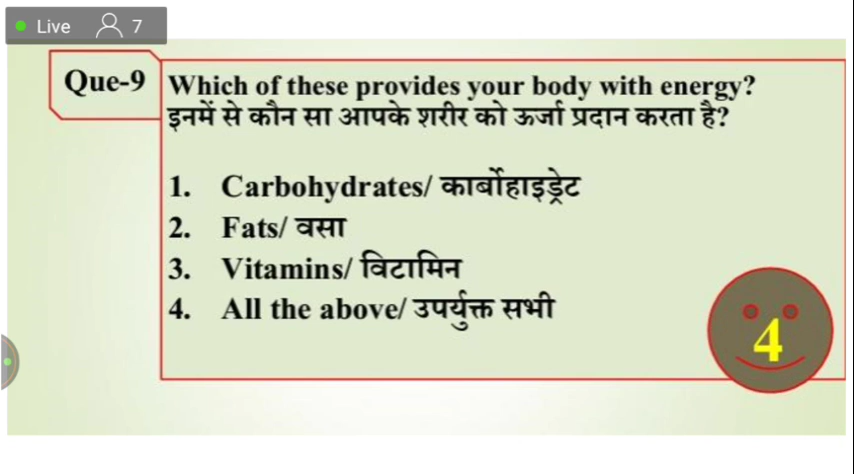 Live 7
Que-9
Which of these provides your body with energy?
इनमें से कौन सा आपके शरीर को ऊर्जा प्रदान करता है?
1. Carbohydrates/ कार्बोहाइड्रेट
2. Fats/ वसा
3. Vitamins/ विटामिन
4. All the above/ उपर्युक्त सभी
4